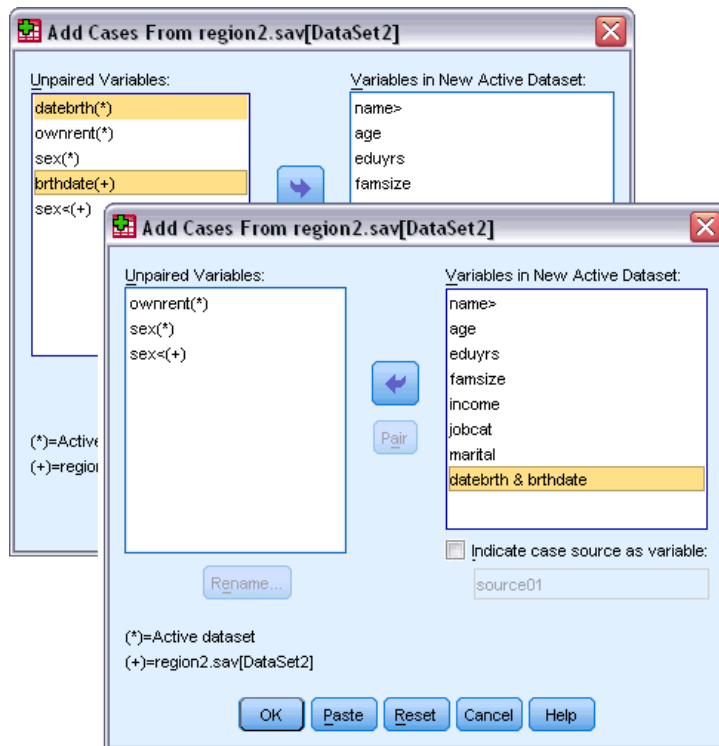 Add Cases From region2.sav[DataSet2]
Unpaired Variables:
datebrth(*)
ownrent(*)
sex(*)
brthdate(+)
sex<(+)
Variables in New Active Dataset:
name>
age
eduyrs
famsize
(*)=Active
(+)=region
Add Cases From region2.sav[DataSet2]
Unpaired Variables:
ownrent(*)
sex(*)
sex<(+)
Pair
Variables in New Active Dataset:
name>
age
eduyrs
famsize
income
jobcat
marital
datebrth & brthdate
Indicate case source as variable:
source01
Rename...
(*)=Active dataset
(+)=region2.sav[DataSet2]
OK Paste Reset Cancel Help